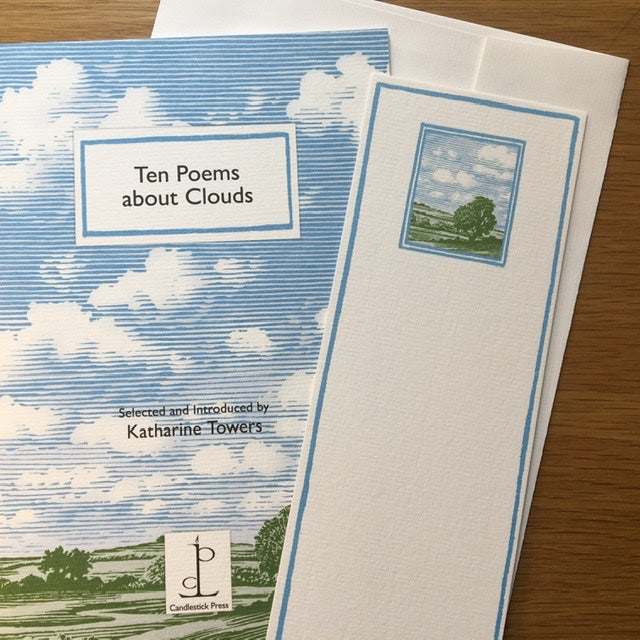 Ten Poems
about Clouds
Selected and Introduced by
Katharine Towers
Candlestick Press